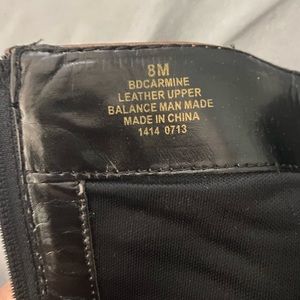 8M
BDCARMINE
LEATHER UPPER
BALANCE MAN MADE
MADE IN CHINA
1414 0713